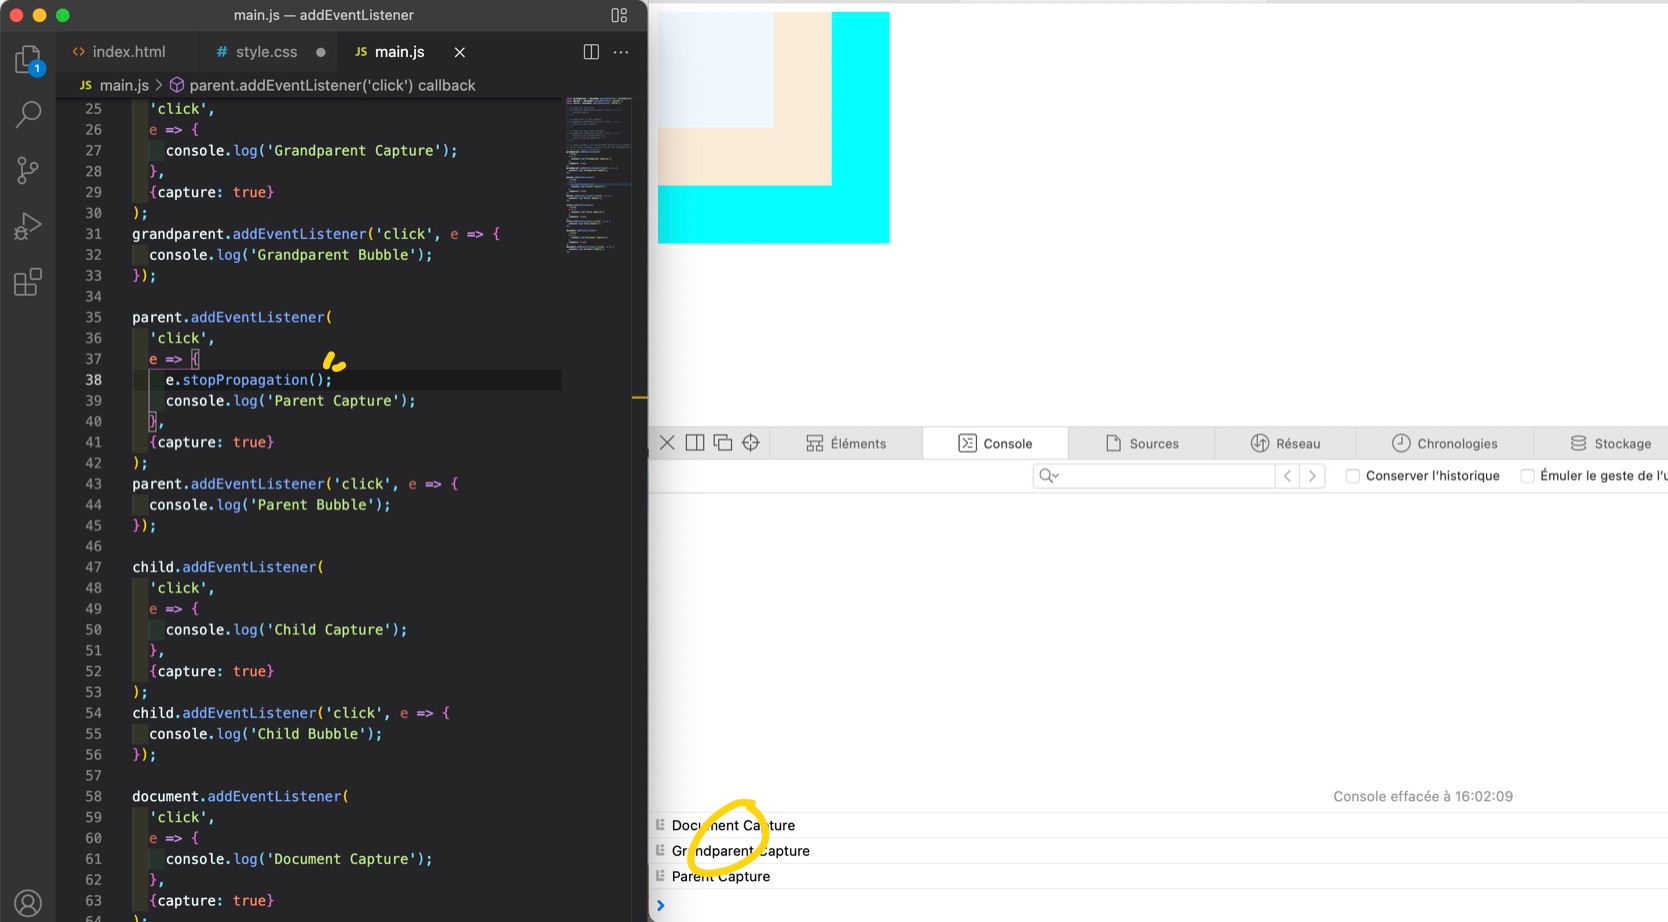 main.js — addEventListener
index.html
style.css
main.js
1
main.js
parent.addEventListener('click') callback
25 'click',
26 e => {
27 console.log('Grandparent Capture');
28 },
29 {capture: true}
30 );
31 grandparent.addEventListener('click', e => {
32 console.log('Grandparent Bubble');
33 });
34
35 parent.addEventListener(
36 'click',
37 e => {
38 e.stopPropagation();
39 console.log('Parent Capture');
40 },
41 {capture: true}
42 );
43 parent.addEventListener('click', e => {
44 console.log('Parent Bubble');
45 });
46
47 child.addEventListener(
48 'click',
49 e => {
50 console.log('Child Capture');
51 },
52 {capture: true}
53 );
54 child.addEventListener('click', e => {
55 console.log('Child Bubble');
56 });
57
58 document.addEventListener(
59 'click',
60 e => {
61 console.log('Document Capture');
62 },
63 {capture: true}
64 );
Éléments
Console
Sources
Réseau
Chronologies
Stockage
Conserver l'historique
Émuler le geste de l'u
Console effacée à 16:02:09
Document Capture
Grandparent Capture
Parent Capture